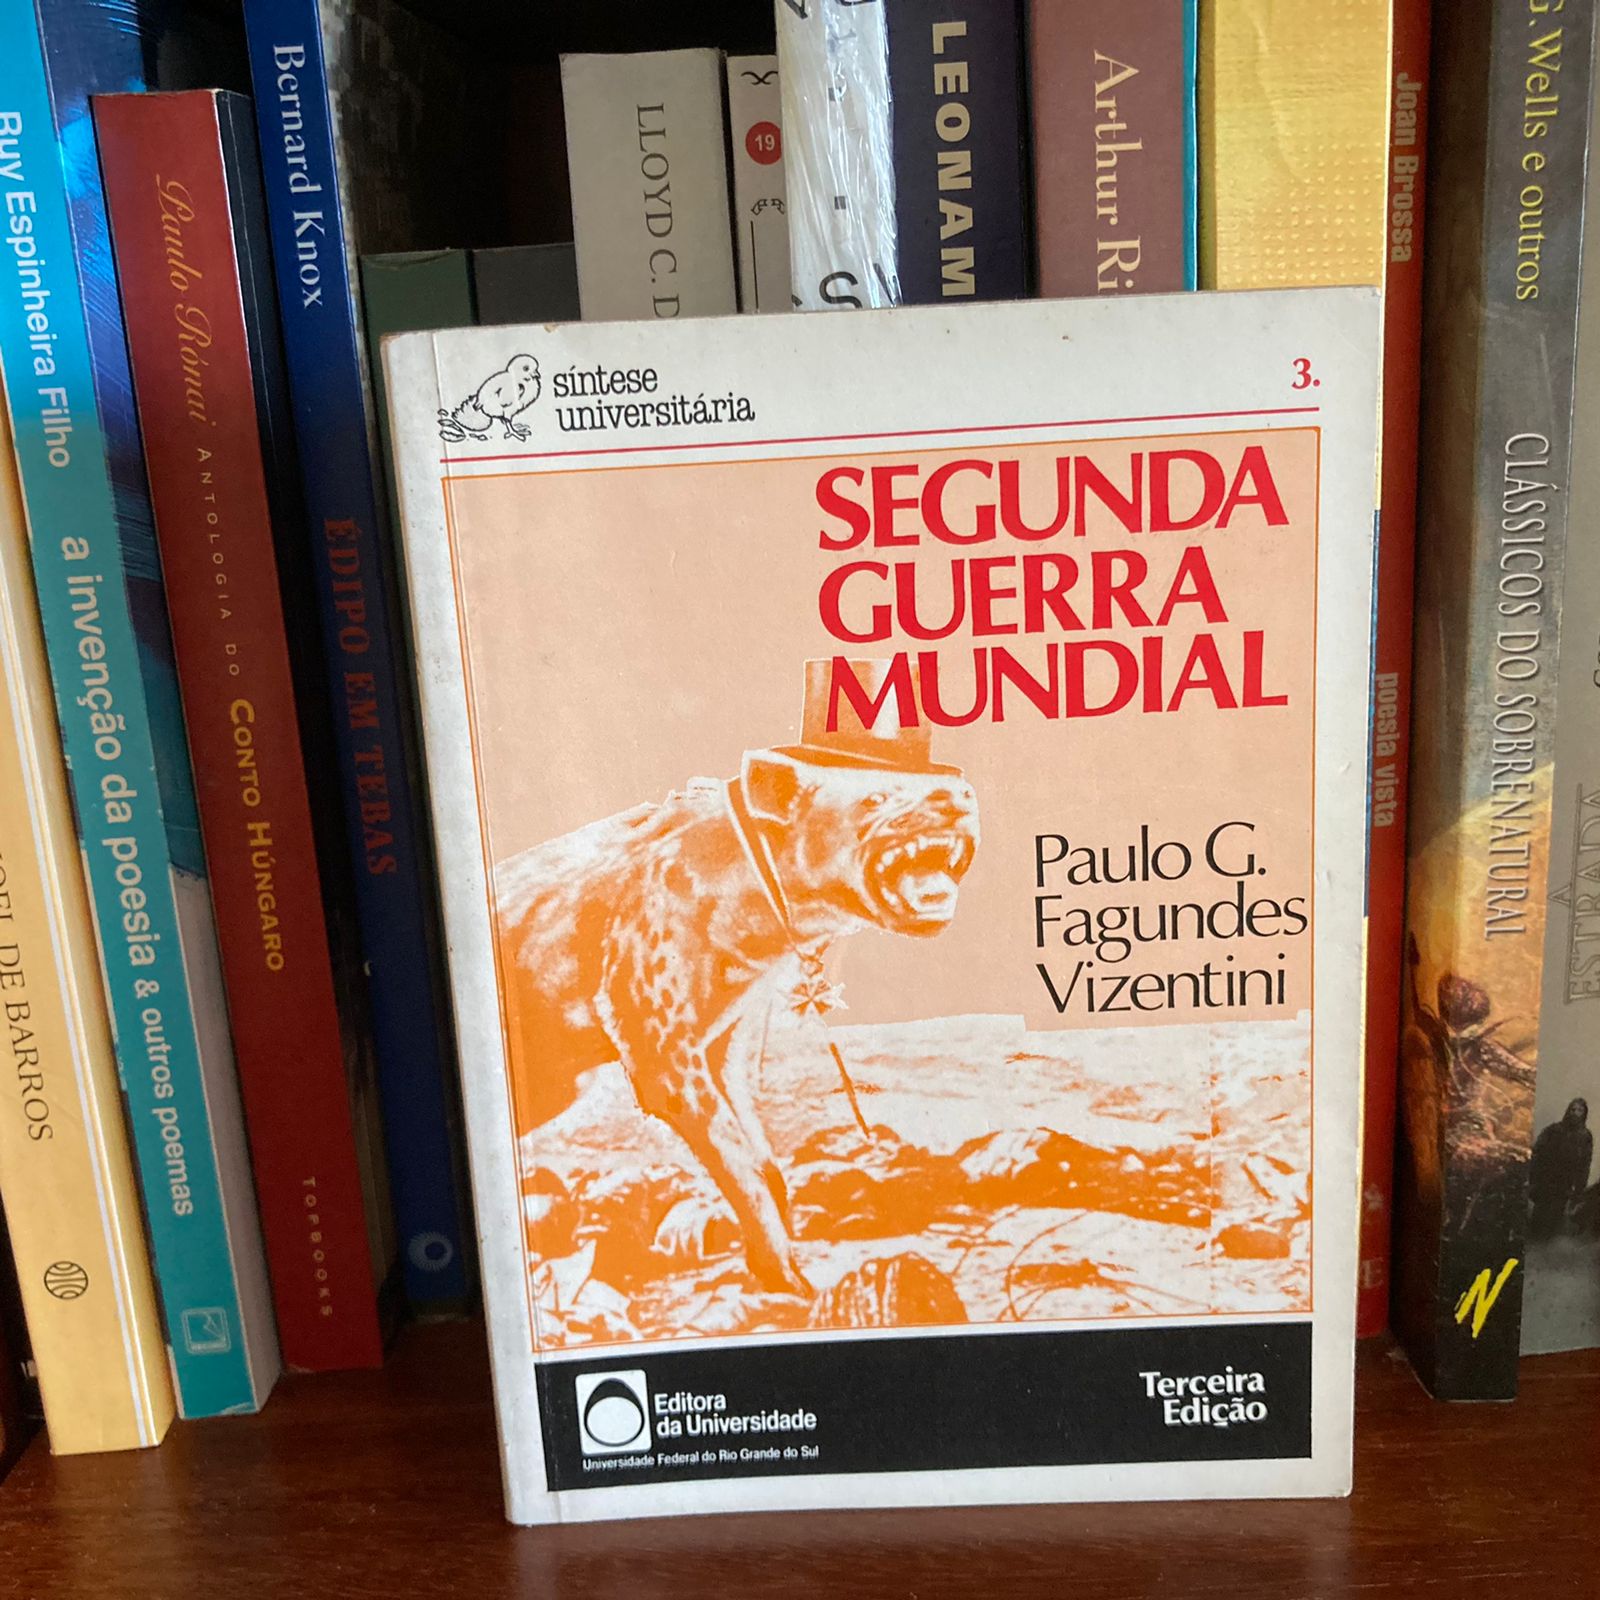 síntese
universitária
3.
SEGUNDA
GUERRA
MUNDIAL
Paulo G.
Fagundes
Vizentini
Editora
da Universidade
Universidade Federal do Rio Grande do Sul
Terceira
Edição
DE BARROS
Ruy Espinheira Filho a invenção da poesia & outros poemas
Paulo Rónai ANTOLOGIA DO CONTO HÚNGARO TOPBOOKS
Bernard Knox ÉDIPO EM TEBAS
LLOYD C. D
19
LEONAM
Arthur Ri
Joan Brossa poesia vista
G. Wells e outros CLÁSSICOS DO SOBRENATURAL
A ESTRADA